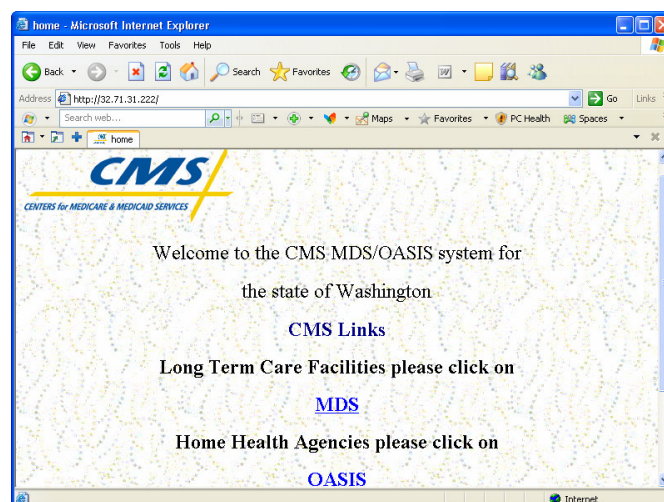 home - Microsoft Internet Explorer
File Edit View Favorites Tools Help
Back Search Favorites
Address http://32.71.31.222/ Go Links
Search web... Maps Favorites PC Health Spaces
home
CMS
CENTERS for MEDICARE & MEDICAID SERVICES
Welcome to the CMS MDS/OASIS system for
the state of Washington
CMS Links
Long Term Care Facilities please click on
MDS
Home Health Agencies please click on
OASIS
Internet